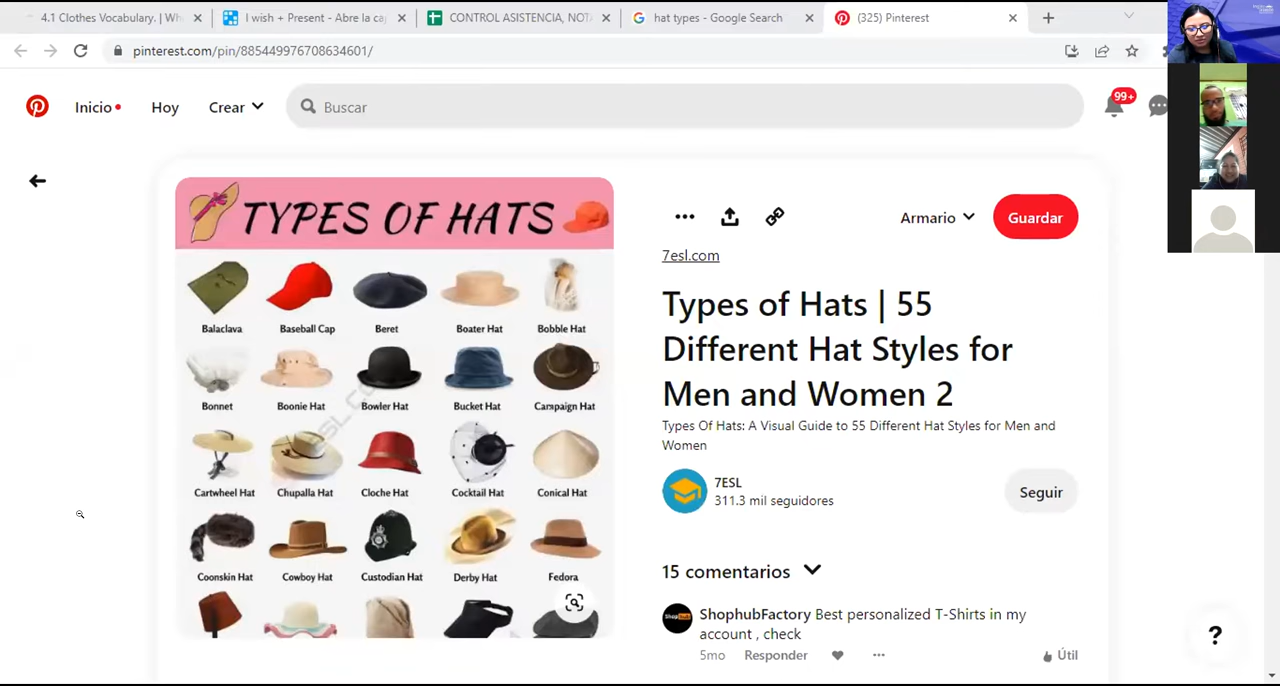 4.1 Clothes Vocabulary. | Wh
I wish + Present - Abre la ca
CONTROL ASISTENCIA, NOTA
hat types - Google Search
(325) Pinterest
pinterest.com/pin/885449976708634601/
Inicio
Hoy
Crear
Buscar
99+
TYPES OF HATS
Balaclava
Baseball Cap
Beret
Boater Hat
Bobble Hat
Bonnet
Boonie Hat
Bowler Hat
Bucket Hat
Campaign Hat
Cartwheel Hat
Chupalla Hat
Cloche Hat
Cocktail Hat
Conical Hat
Coonskin Hat
Cowboy Hat
Custodian Hat
Derby Hat
Fedora
Armario
Guardar
7esl.com
Types of Hats | 55
Different Hat Styles for
Men and Women 2
Types Of Hats: A Visual Guide to 55 Different Hat Styles for Men and
Women
7ESL
311.3 mil seguidores
Seguir
15 comentarios
ShophubFactory Best personalized T-Shirts in my
account , check
5mo
Responder
Útil
?